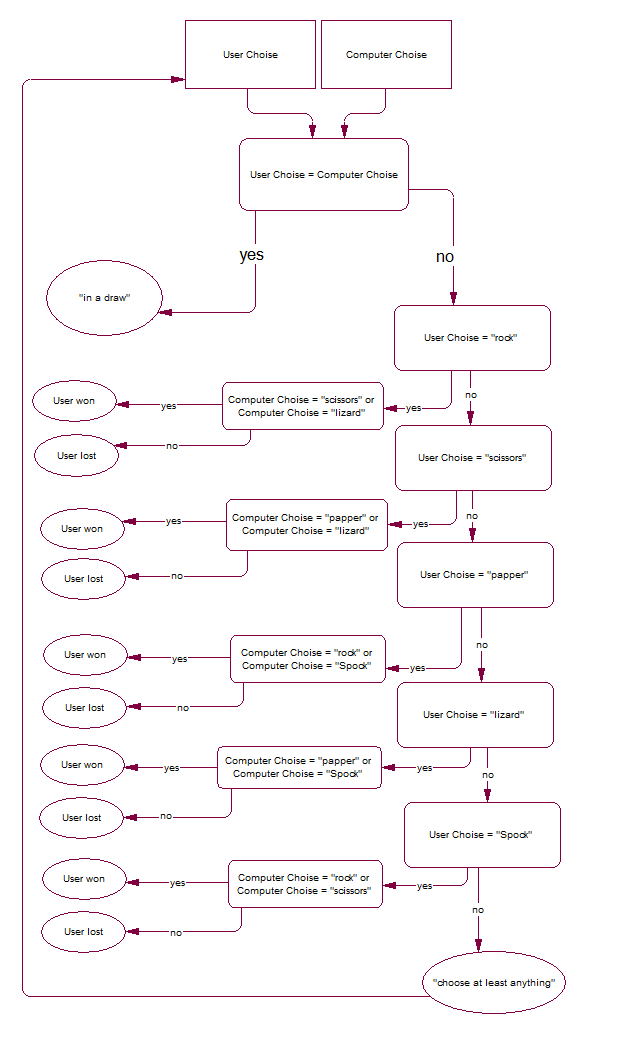 User Choise
Computer Choise
User Choise = Computer Choise
yes
no
"in a draw"
User Choise = "rock"
yes
no
Computer Choise = "scissors" or
Computer Choise = "lizard"
yes
User won
no
User lost
User Choise = "scissors"
yes
no
Computer Choise = "papper" or
Computer Choise = "lizard"
yes
User won
no
User lost
User Choise = "papper"
yes
no
Computer Choise = "rock" or
Computer Choise = "Spock"
yes
User won
no
User lost
User Choise = "lizard"
yes
no
Computer Choise = "papper" or
Computer Choise = "Spock"
yes
User won
no
User lost
User Choise = "Spock"
yes
no
Computer Choise = "rock" or
Computer Choise = "scissors"
yes
User won
no
User lost
"choose at least anything"